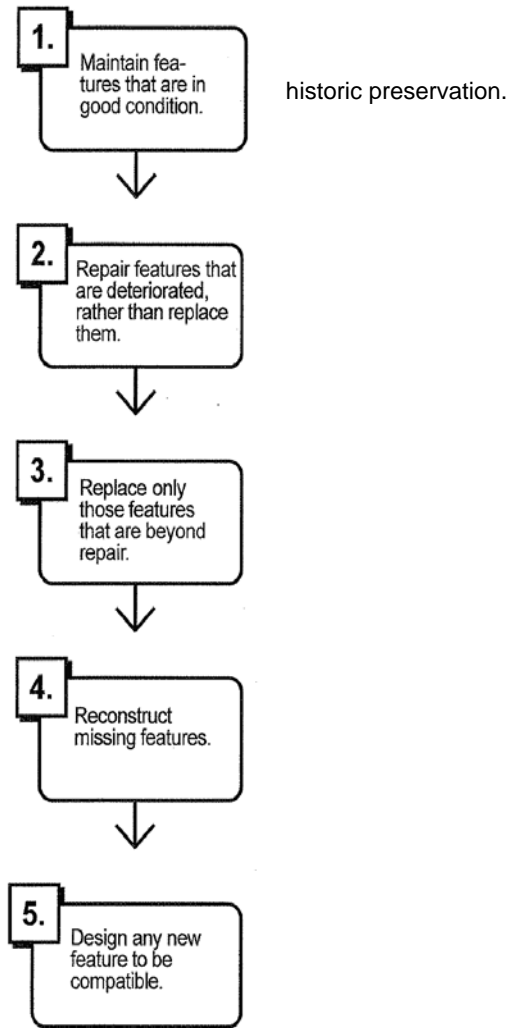 1.
Maintain fea-
tures that are in
good condition.
historic preservation.
2.
Repair features that
are deteriorated,
rather than replace
them.
3.
Replace only
those features
that are beyond
repair.
4.
Reconstruct
missing features.
5.
Design any new
feature to be
compatible.